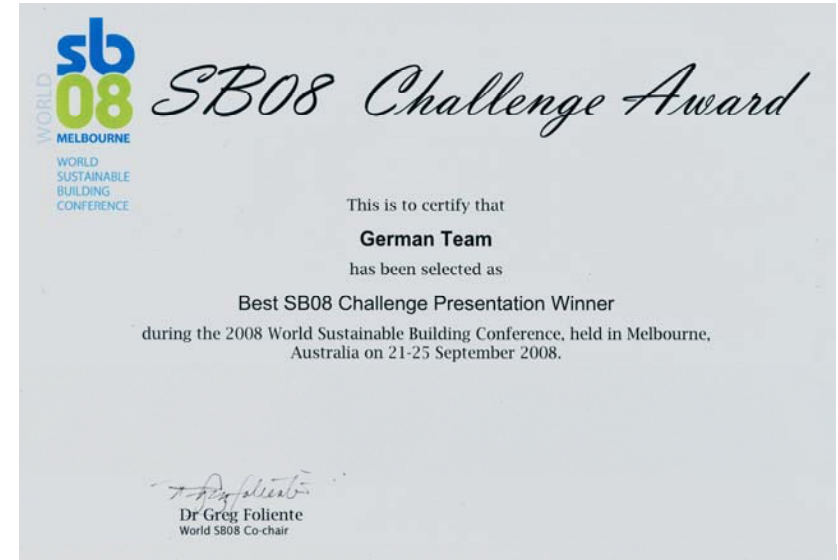 WORLD
sb
08
MELBOURNE
WORLD
SUSTAINABLE
BUILDING
CONFERENCE
SB08 Challenge Award
This is to certify that
German Team
has been selected as
Best SB08 Challenge Presentation Winner
during the 2008 World Sustainable Building Conference, held in Melbourne,
Australia on 21-25 September 2008.
Dr Greg Foliente
World SB08 Co-chair